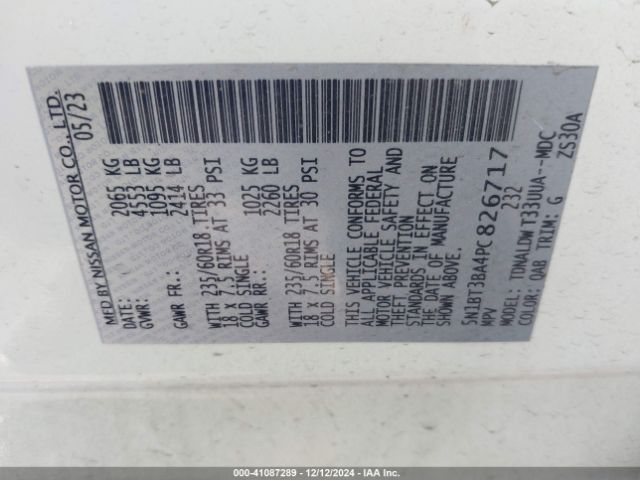 MFD BY NISSAN MOTOR CO., LTD.
DATE: 05/23
GVWR: 2065 KG
4553 LB
GAWR FR.: 1095 KG
2414 LB
WITH 235/60R18 TIRES
18 x 7.5 RIMS AT 33 PSI
COLD SINGLE
GAWR RR.: 1025 KG
2260 LB
WITH 235/60R18 TIRES
18 x 7.5 RIMS AT 30 PSI
COLD SINGLE
THIS VEHICLE CONFORMS TO
ALL APPLICABLE FEDERAL
MOTOR VEHICLE SAFETY AND
THEFT PREVENTION
STANDARDS IN EFFECT ON
THE DATE OF MANUFACTURE
SHOWN ABOVE.
5N1BT3BA4PC826717
MPV 232
MODEL: TDNALDW T33UUA--MDC
COLOR: QAB TRIM: G ZS30A
000-41087289 - 12/12/2024 - IAA, Inc.